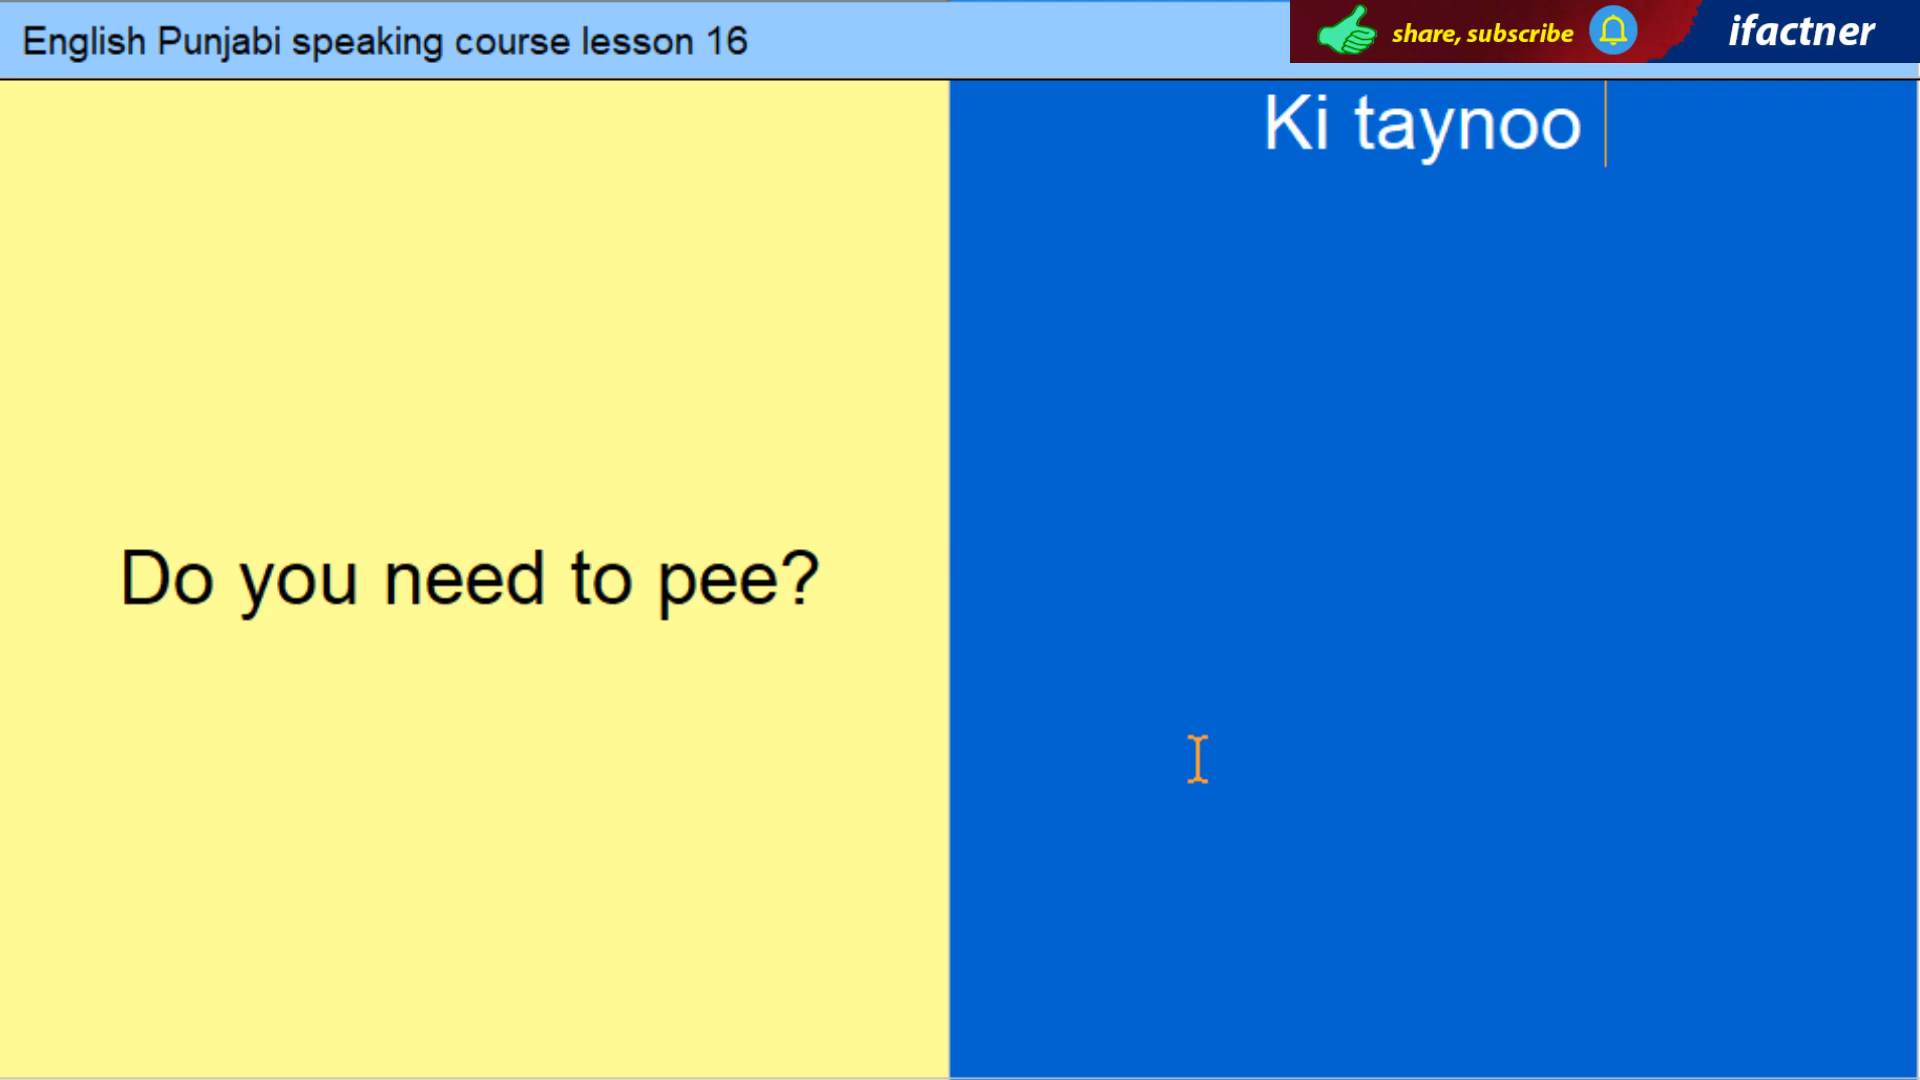 English Punjabi speaking course lesson 16
share, subscribe
ifactner
Ki taynoo
Do you need to pee?